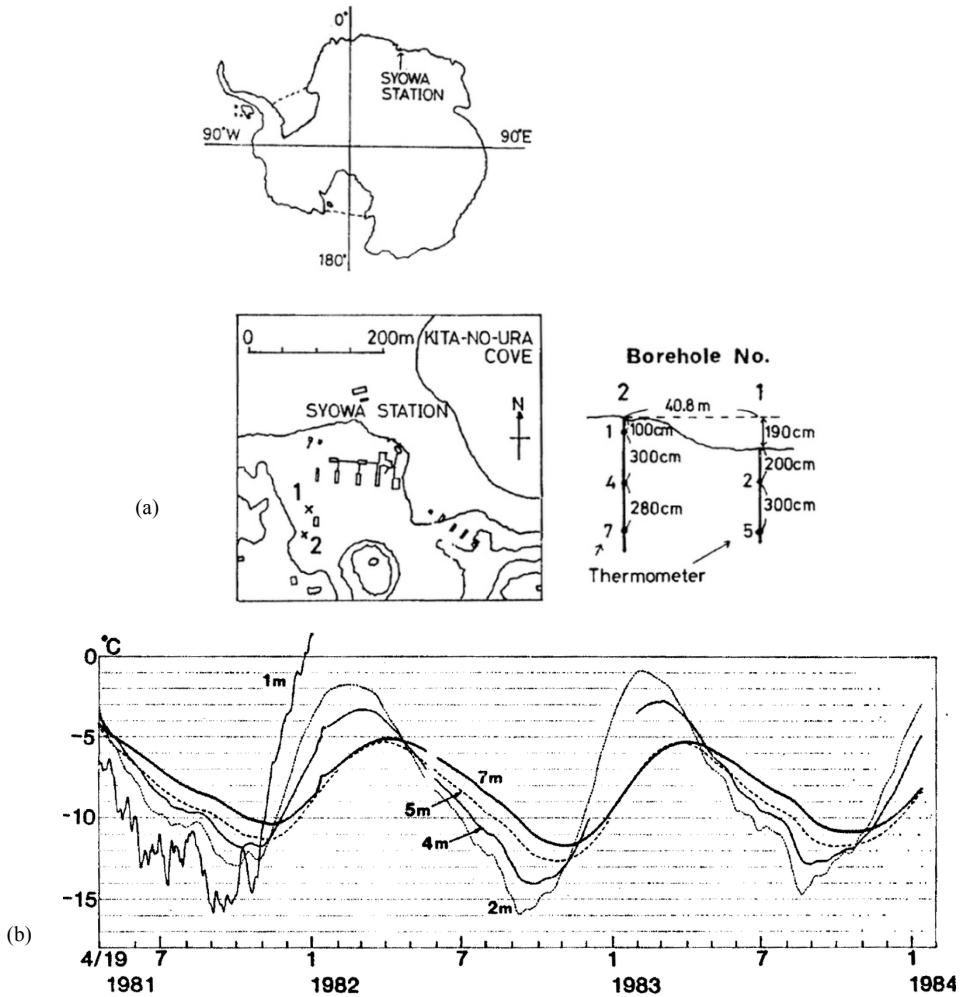 0°
SYOWA
STATION
90°W
90°E
180°
0 200m KITA-NO-URA
COVE
SYOWA STATION
N
1
2
(a)
Borehole No.
2 1
40.8 m
1 100cm 190cm
300cm 200cm
4 2
280cm 300cm
7 5
Thermometer
°C
0
1m
-5
7m
5m
-10
4m
2m
-15
(b)
4/19 7 1 7 1 7 1
1981 1982 1983 1984